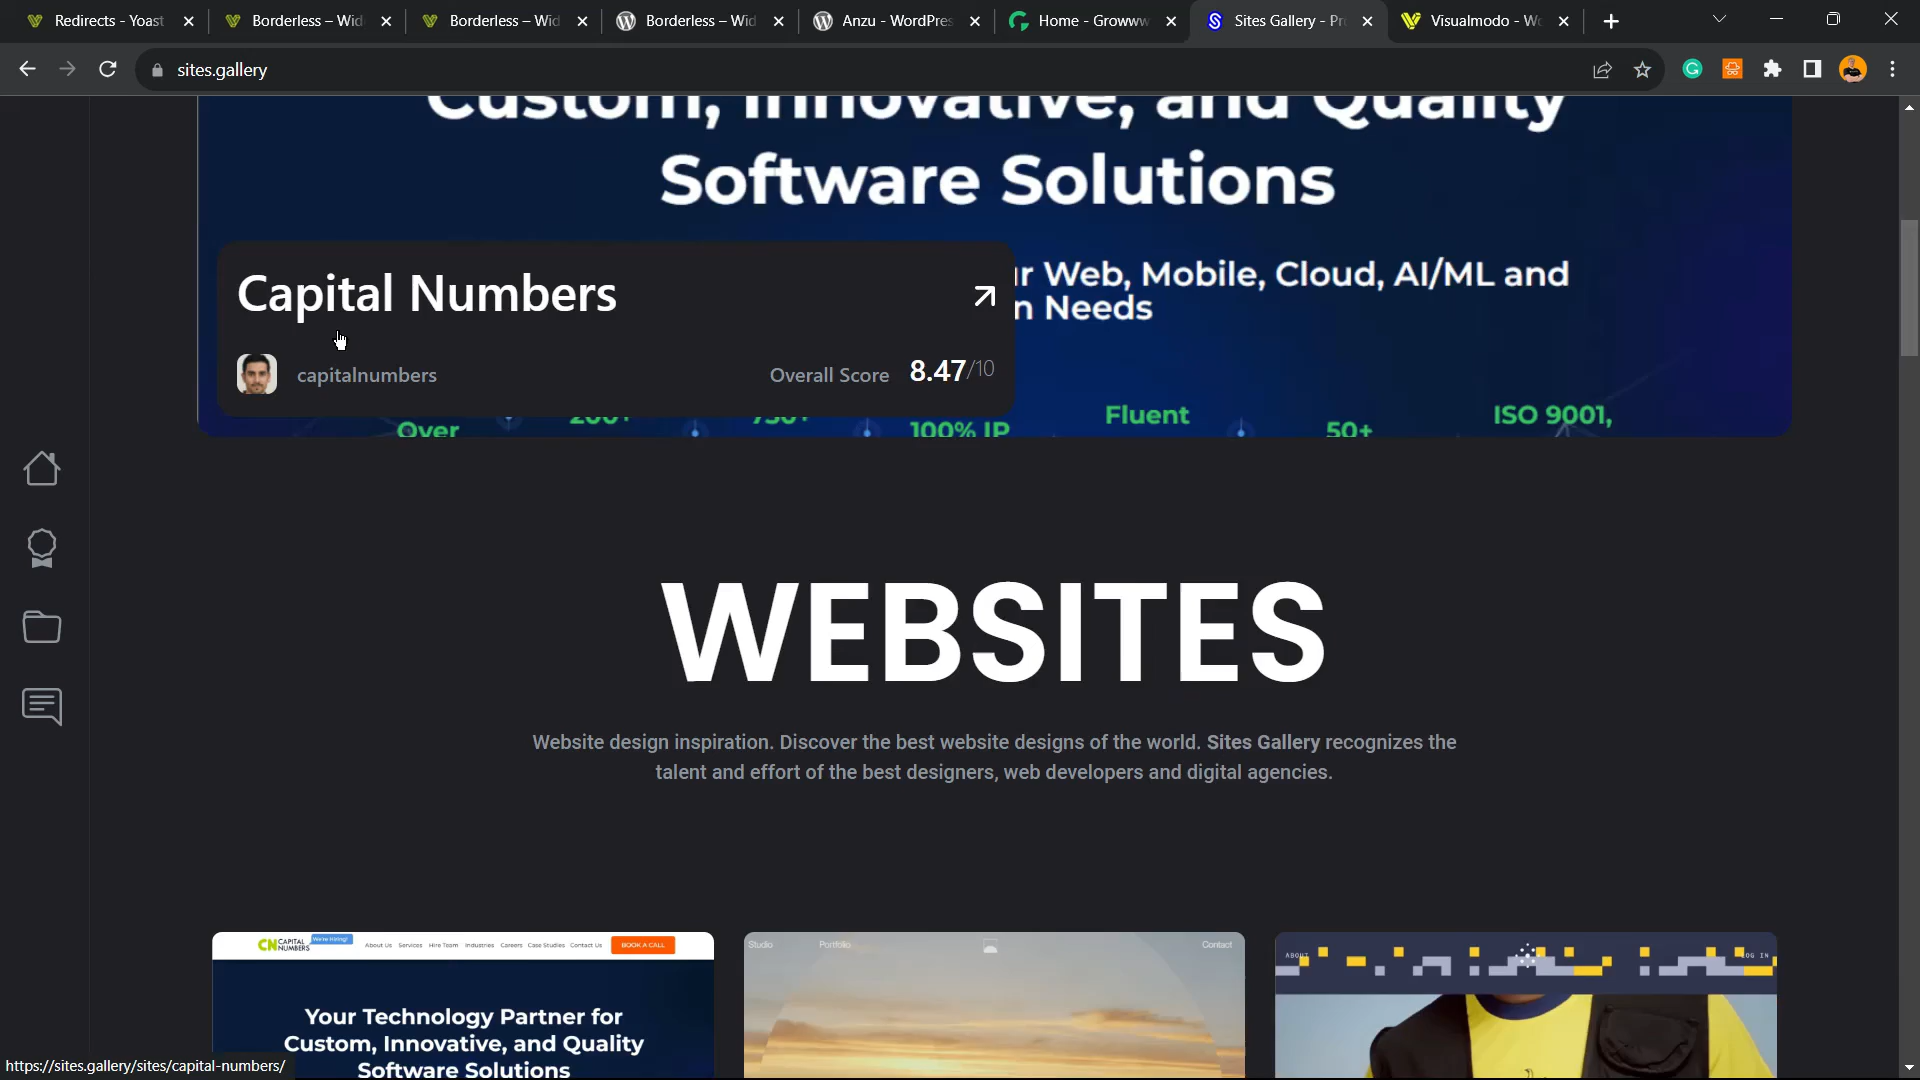 Redirects - Yoast
Borderless – Wid
Borderless – Wid
Borderless – Wid
Anzu - WordPres
Home - Growww
Sites Gallery - Pr
Visualmodo - Wo
sites.gallery
Custom, Innovative, and Quality
Software Solutions
Capital Numbers
r Web, Mobile, Cloud, AI/ML and
n Needs
capitalnumbers
Overall Score 8.47/10
Over
200+
750+
100% IP
Fluent
50+
ISO 9001,
WEBSITES
Website design inspiration. Discover the best website designs of the world. Sites Gallery recognizes the
talent and effort of the best designers, web developers and digital agencies.
CN CAPITAL NUMBERS
We're Hiring!
About Us Services Hire Team Industries Careers Case Studies Contact Us BOOK A CALL
Your Technology Partner for
Custom, Innovative, and Quality
Software Solutions
Studio Portfolio Contact
ABOUT LOG IN
https://sites.gallery/sites/capital-numbers/